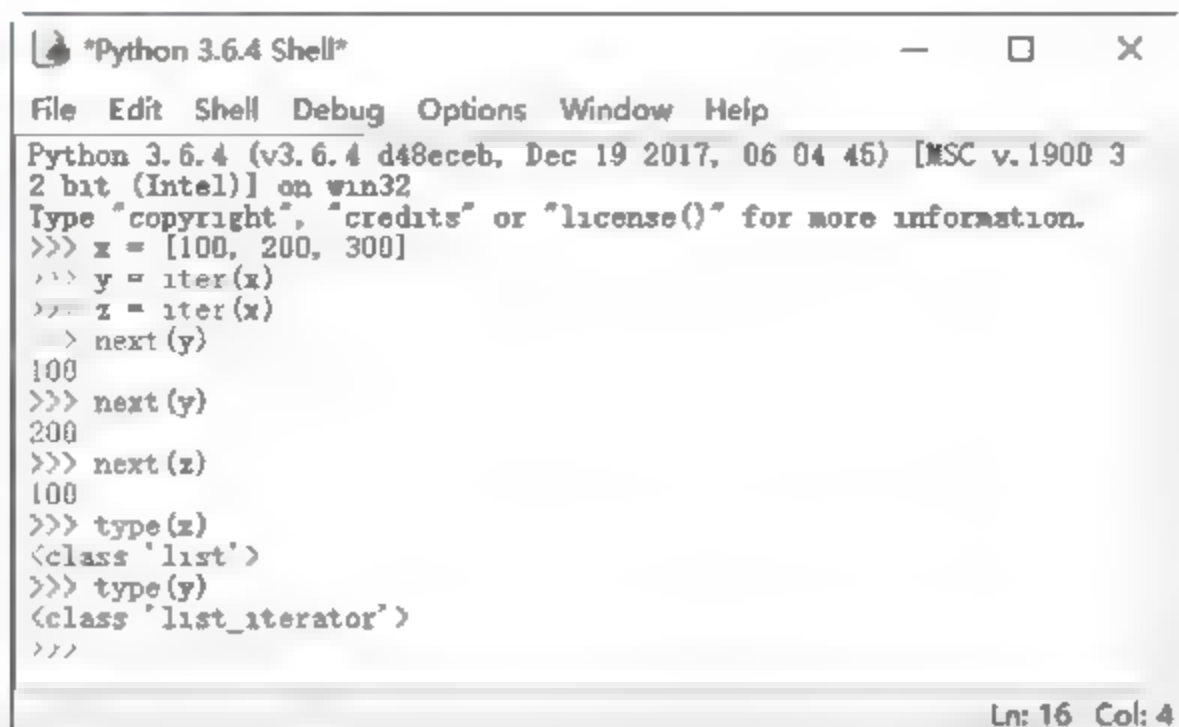 *Python 3.6.4 Shell*
File Edit Shell Debug Options Window Help
Python 3.6.4 (v3.6.4 d48eceb, Dec 19 2017, 06 04 45) [MSC v.1900 3
2 bit (Intel)] on win32
Type "copyright", "credits" or "license()" for more information.
>>> x = [100, 200, 300]
>>> y = iter(x)
>>> z = iter(x)
>>> next(y)
100
>>> next(y)
200
>>> next(z)
100
>>> type(x)
<class 'list'>
>>> type(y)
<class 'list_iterator'>
>>>
Ln: 16 Col: 4